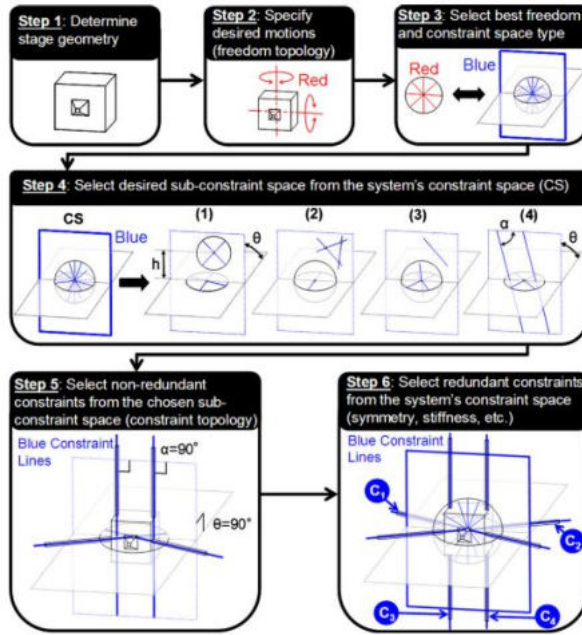 Step 1: Determine
stage geometry
Step 2: Specify
desired motions
(freedom topology)
Red
Step 3: Select best freedom
and constraint space type
Red
Blue
Step 4: Select desired sub-constraint space from the system's constraint space (CS)
CS
Blue
(1)
h
θ
(2)
(3)
(4)
α
θ
Step 5: Select non-redundant
constraints from the chosen sub-
constraint space (constraint topology)
Blue Constraint
Lines
α=90°
θ=90°
Step 6: Select redundant constraints
from the system's constraint space
(symmetry, stiffness, etc.)
Blue Constraint
Lines
C1
C2
C3
C4